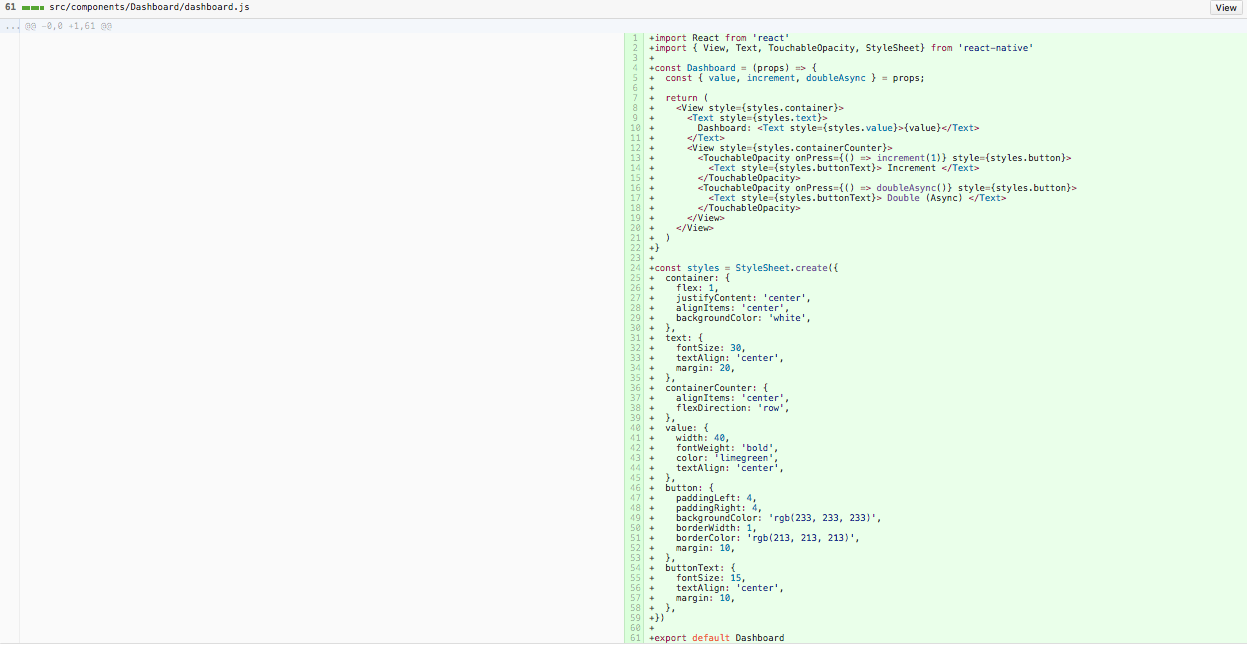 61 src/components/Dashboard/dashboard.js View
... @@ -0,0 +1,61 @@
1 +import React from 'react'
2 +import { View, Text, TouchableOpacity, StyleSheet} from 'react-native'
3 +
4 +const Dashboard = (props) => {
5 +  const { value, increment, doubleAsync } = props;
6 +
7 +  return (
8 +    <View style={styles.container}>
9 +      <Text style={styles.text}>
10 +        Dashboard: <Text style={styles.value}>{value}</Text>
11 +      </Text>
12 +      <View style={styles.containerCounter}>
13 +        <TouchableOpacity onPress={() => increment(1)} style={styles.button}>
14 +          <Text style={styles.buttonText}> Increment </Text>
15 +        </TouchableOpacity>
16 +        <TouchableOpacity onPress={() => doubleAsync()} style={styles.button}>
17 +          <Text style={styles.buttonText}> Double (Async) </Text>
18 +        </TouchableOpacity>
19 +      </View>
20 +    </View>
21 +  )
22 +}
23 +
24 +const styles = StyleSheet.create({
25 +  container: {
26 +    flex: 1,
27 +    justifyContent: 'center',
28 +    alignItems: 'center',
29 +    backgroundColor: 'white',
30 +  },
31 +  text: {
32 +    fontSize: 30,
33 +    textAlign: 'center',
34 +    margin: 20,
35 +  },
36 +  containerCounter: {
37 +    alignItems: 'center',
38 +    flexDirection: 'row',
39 +  },
40 +  value: {
41 +    width: 40,
42 +    fontWeight: 'bold',
43 +    color: 'limegreen',
44 +    textAlign: 'center',
45 +  },
46 +  button: {
47 +    paddingLeft: 4,
48 +    paddingRight: 4,
49 +    backgroundColor: 'rgb(233, 233, 233)',
50 +    borderWidth: 1,
51 +    borderColor: 'rgb(213, 213, 213)',
52 +    margin: 10,
53 +  },
54 +  buttonText: {
55 +    fontSize: 15,
56 +    textAlign: 'center',
57 +    margin: 10,
58 +  },
59 +})
60 +
61 +export default Dashboard